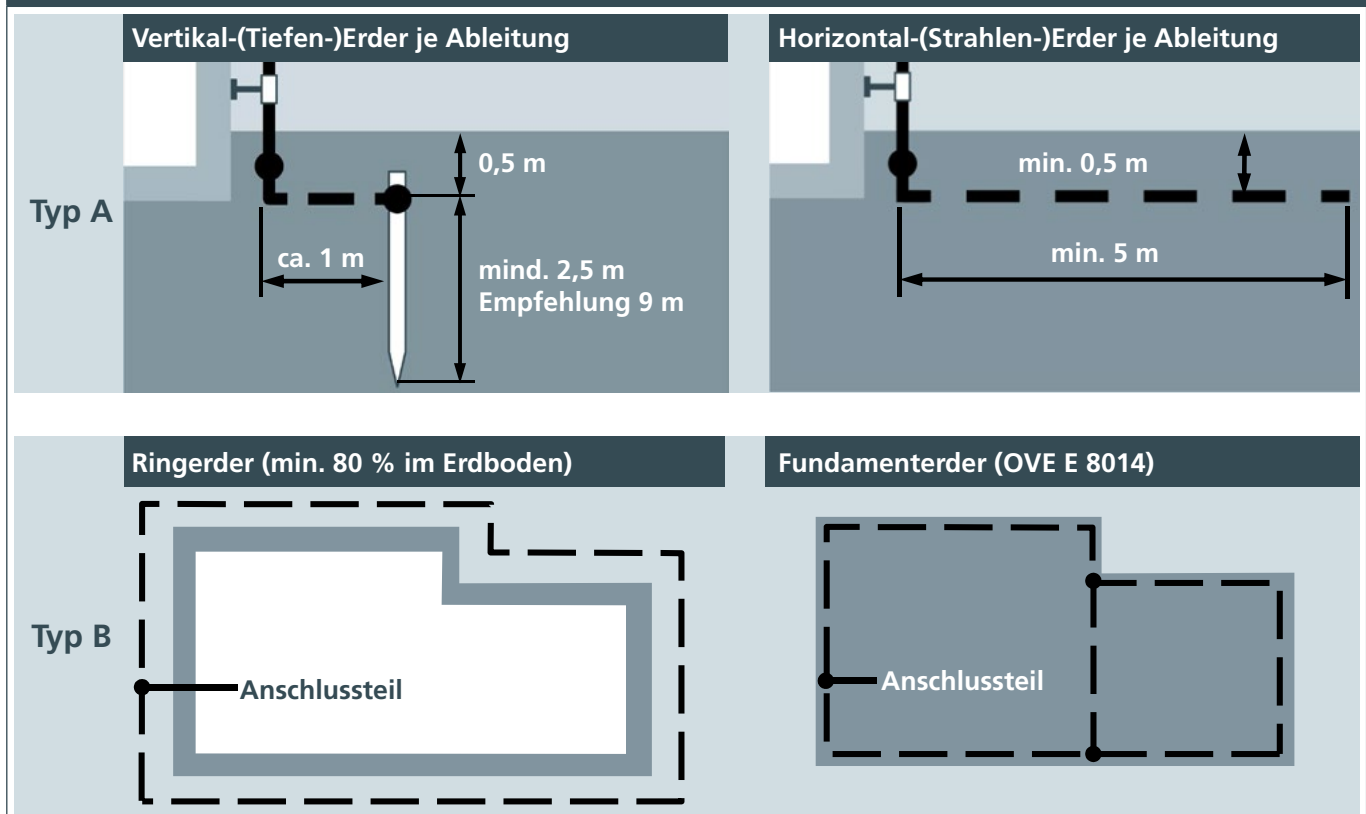 Vertikal-(Tiefen-)Erder je Ableitung
Horizontal-(Strahlen-)Erder je Ableitung
Typ A
0,5 m
ca. 1 m
mind. 2,5 m
Empfehlung 9 m
min. 0,5 m
min. 5 m
Ringerder (min. 80 % im Erdboden)
Fundamenterder (OVE E 8014)
Typ B
Anschlussteil
Anschlussteil